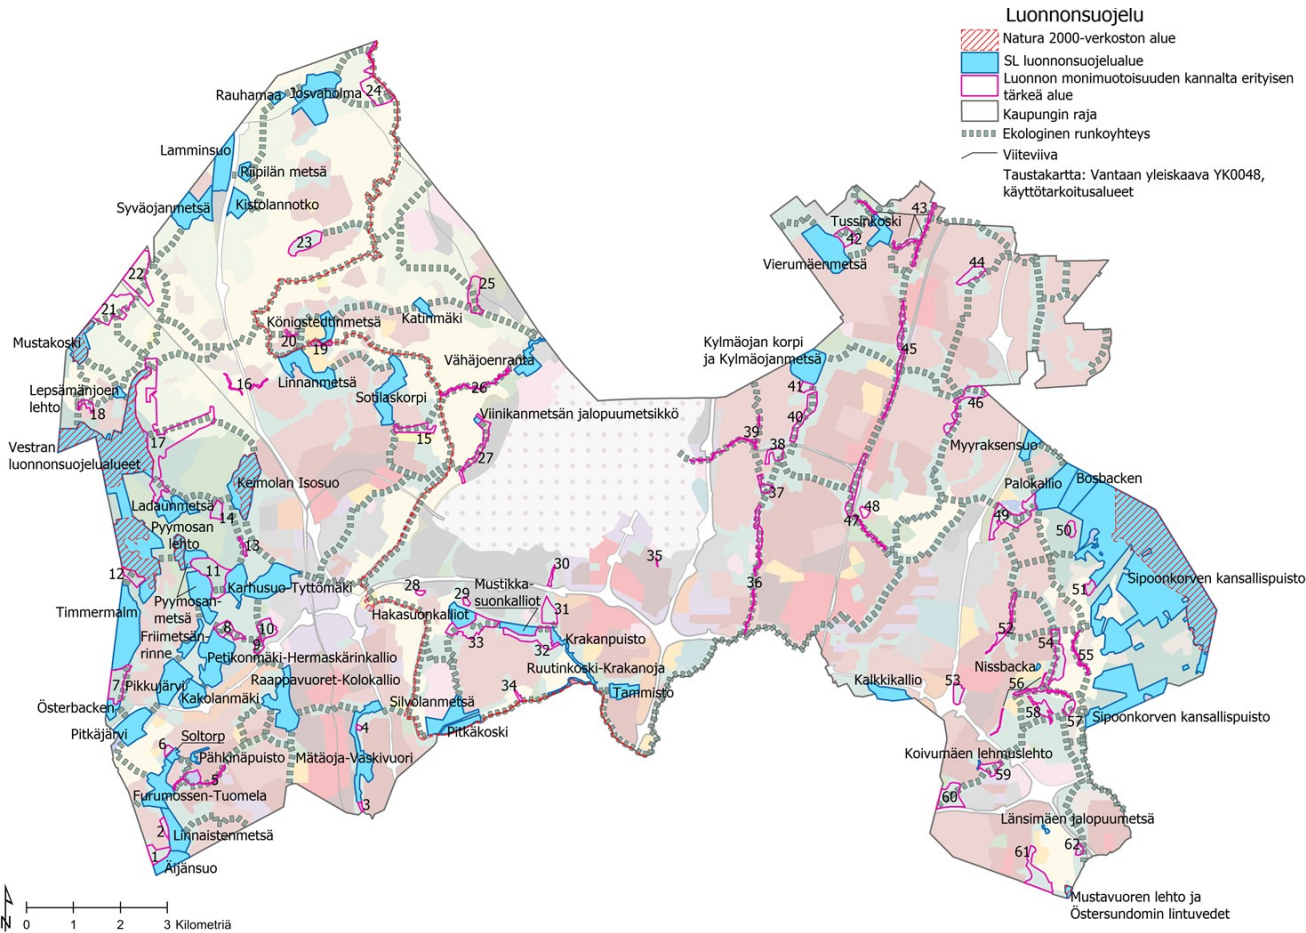 Luonnonsuojelu
Natura 2000-verkoston alue
SL luonnonsuojelualue
Luonnon monimuotoisuuden kannalta erityisen
tärkeä alue
Kaupungin raja
Ekologinen runkoyhteys
Viiteviiva
Taustakartta: Vantaan yleiskaava YK0048,
käyttötarkoitusalueet
Rauhamaa
Josvaholma
24
Lamminsuo
Riipilän metsä
Syväojanmetsä
Kistolannotko
23
22
21
25
Mustakoski
Königstedtinmetsä
Katinmäki
20
19
Linnanmetsä
Vähäjoenranta
Lepsämänjoen
lehto
18
16
Sotilaskorpi
26
Viinikanmetsän jalopuumetsikkö
15
17
27
Vestran
luonnonsuojelualueet
Keimolan Isosuo
Ladaunmetsä
14
Pyymosan
lehto
13
12
11
Karhusuo-Tyttömäki
Timmermalm
Pyymosan-
metsä
Friimetsän-
rinne
8
10
9
Petikonmäki-Hermaskärinkallio
7
Pikkujärvi
Kakolanmäki
Raappavuoret-Kolokallio
Österbacken
Pitkäjärvi
6
Soltorp
Pähkinäpuisto
5
Mätäoja-Vaskivuori
4
Furumossen-Tuomela
3
2
Linnaistenmetsä
1
Äijänsuo
28
29
Mustikka-
suonkalliot
30
31
Hakasuonkalliot
33
32
Krakanpuisto
Ruutinkoski-Krakanoja
34
Tammisto
Silvolanmetsä
Pitkäkoski
35
36
37
38
39
40
41
Kylmäojan korpi
ja Kylmäojanmetsä
Tussinkoski
42
43
Vierumäenmetsä
44
45
46
Myyraksensuo
47
48
Palokallio
Bosbacken
49
50
51
Sipoonkorven kansallispuisto
52
54
55
Nissbacka
53
56
57
58
Kalkkikallio
Sipoonkorven kansallispuisto
Koivumäen lehmuslehto
59
60
Länsimäen jalopuumetsä
61
62
Mustavuoren lehto ja
Östersundomin lintuvedet
N
0 1 2 3 Kilometriä